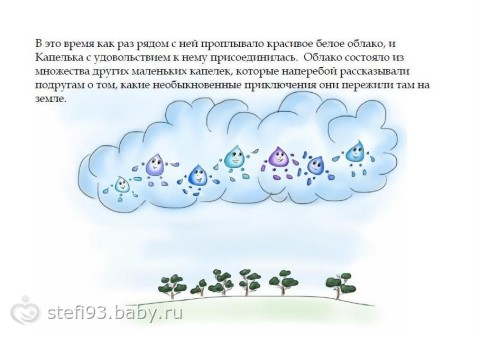 В это время как раз рядом с ней проплывало красивое белое облако, и
Капелька с удовольствием к нему присоединилась.  Облако состояло из
множества других маленьких капелек, которые наперебой рассказывали
подругам о том, какие необыкновенные приключения они пережили там на
земле.
stefi93.baby.ru